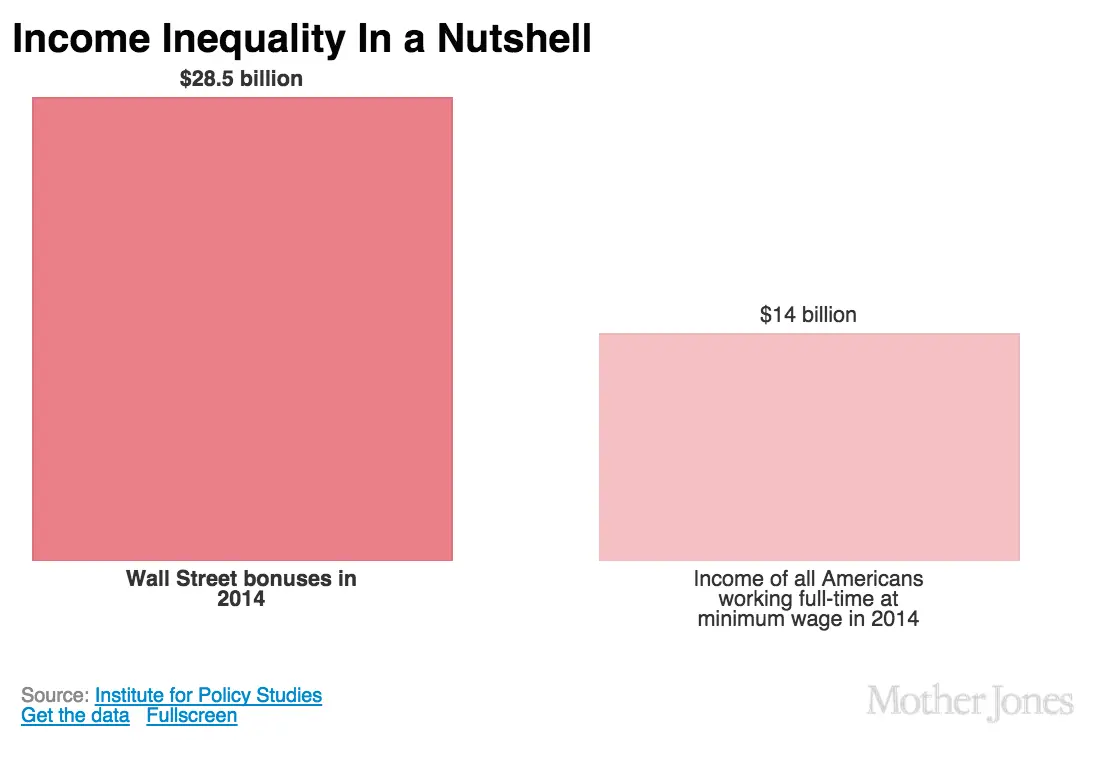 Income Inequality In a Nutshell
$28.5 billion
$14 billion
Wall Street bonuses in
2014
Income of all Americans
working full-time at
minimum wage in 2014
Source: Institute for Policy Studies
Get the data Fullscreen
Mother Jones